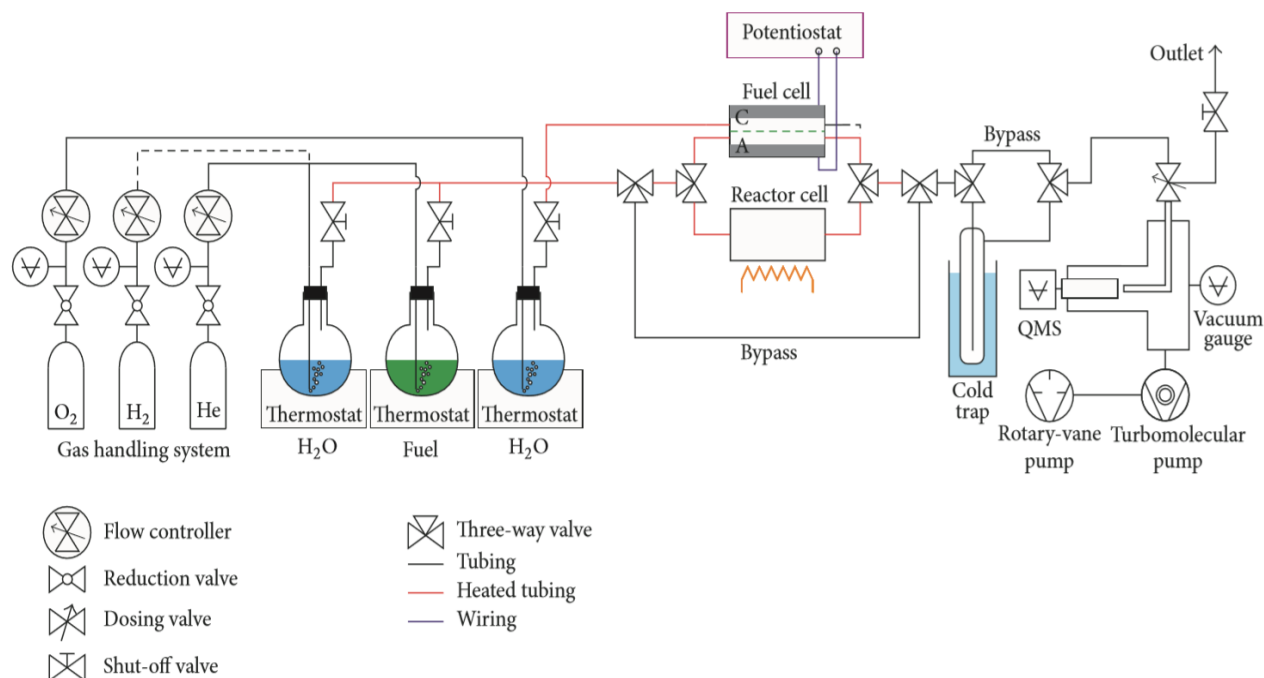 Potentiostat
Outlet
Fuel cell
C
A
Bypass
Reactor cell
Bypass
QMS
Vacuum
gauge
Cold
trap
Rotary-vane
pump
Turbomolecular
pump
O₂
H₂
He
Gas handling system
Thermostat
Thermostat
Thermostat
H₂O
Fuel
H₂O
Flow controller
Reduction valve
Dosing valve
Shut-off valve
Three-way valve
Tubing
Heated tubing
Wiring